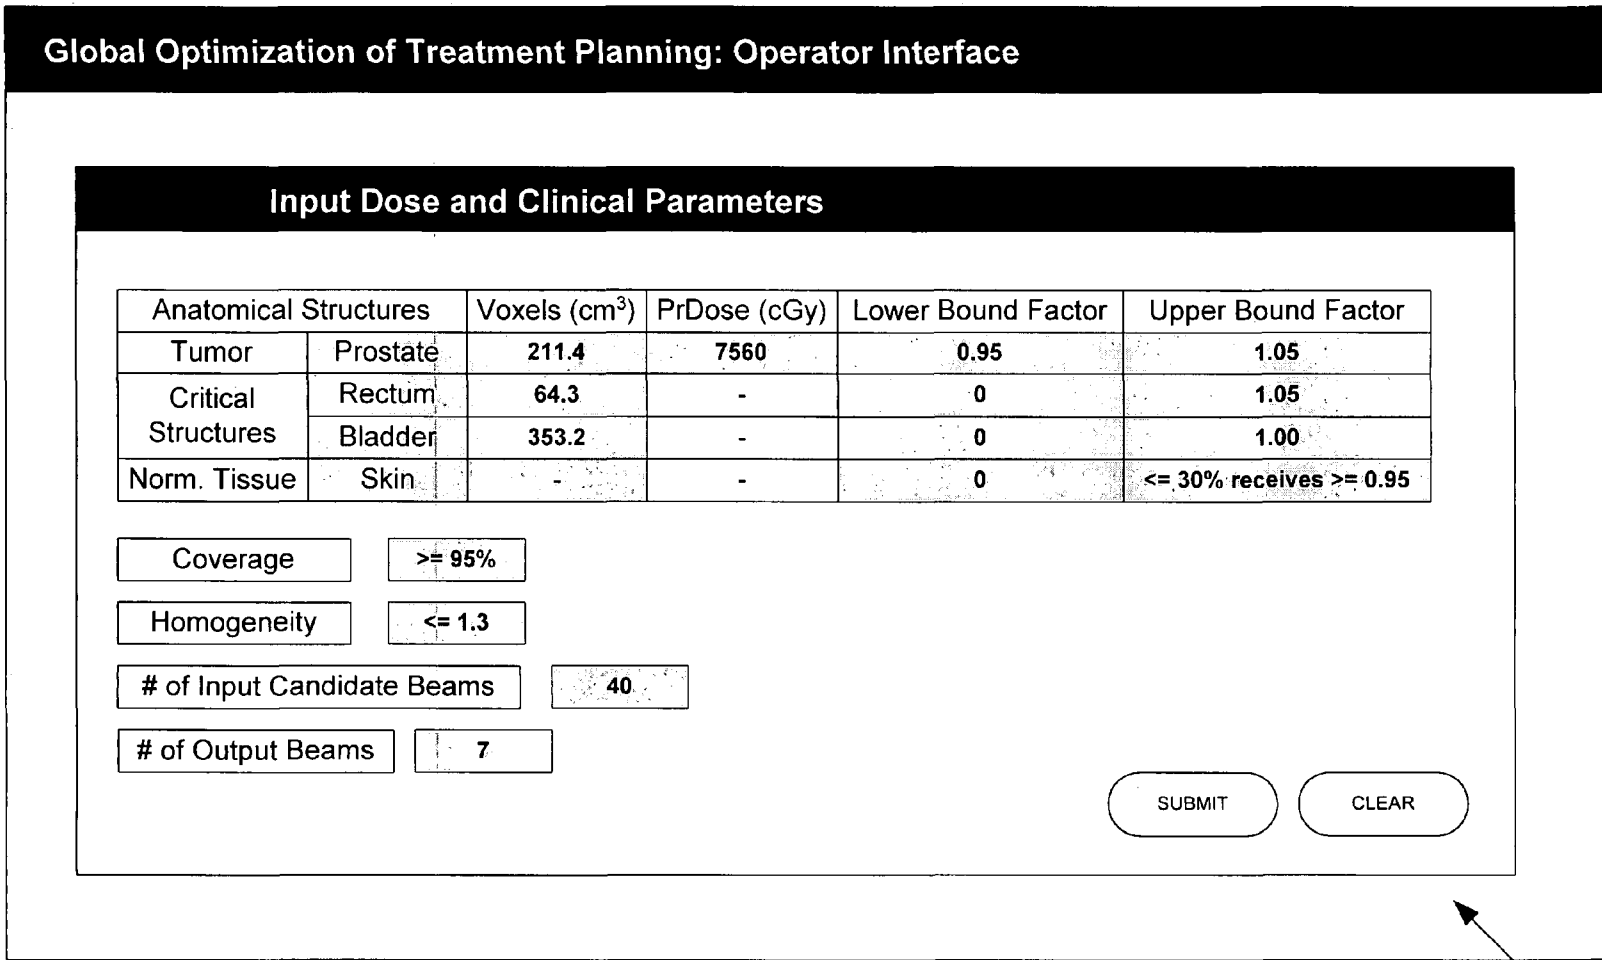 Global Optimization of Treatment Planning: Operator Interface
Input Dose and Clinical Parameters
Anatomical Structures Voxels (cm³) PrDose (cGy) Lower Bound Factor Upper Bound Factor
Tumor Prostate 211.4 7560 0.95 1.05
Critical Structures Rectum 64.3 - 0 1.05
Bladder 353.2 - 0 1.00
Norm. Tissue Skin - - 0 <= 30% receives >= 0.95
Coverage >= 95%
Homogeneity <= 1.3
# of Input Candidate Beams 40
# of Output Beams 7
SUBMIT CLEAR